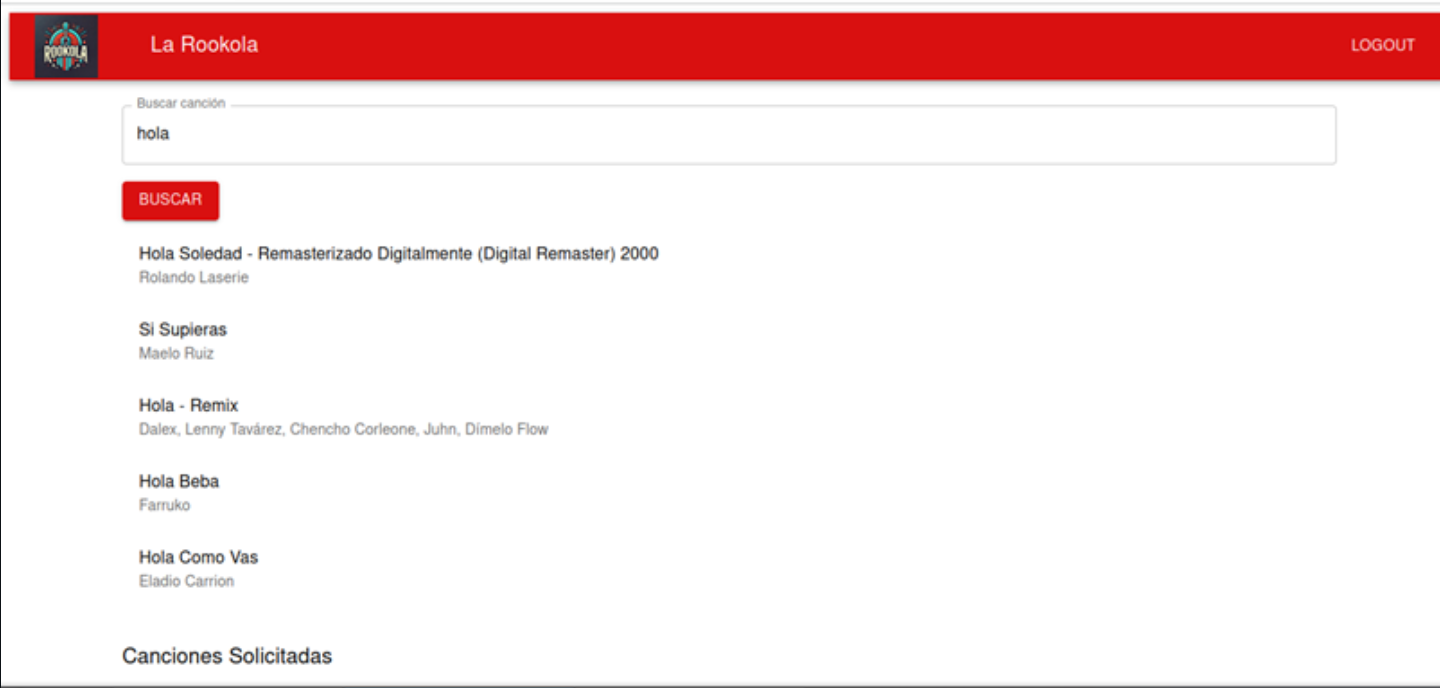 ROOKOLA
La Rookola
LOGOUT
Buscar canción
hola
BUSCAR
Hola Soledad - Remasterizado Digitalmente (Digital Remaster) 2000
Rolando Laserie
Si Supieras
Maelo Ruiz
Hola - Remix
Dalex, Lenny Tavárez, Chencho Corleone, Juhn, Dímelo Flow
Hola Beba
Farruko
Hola Como Vas
Eladio Carrion
Canciones Solicitadas